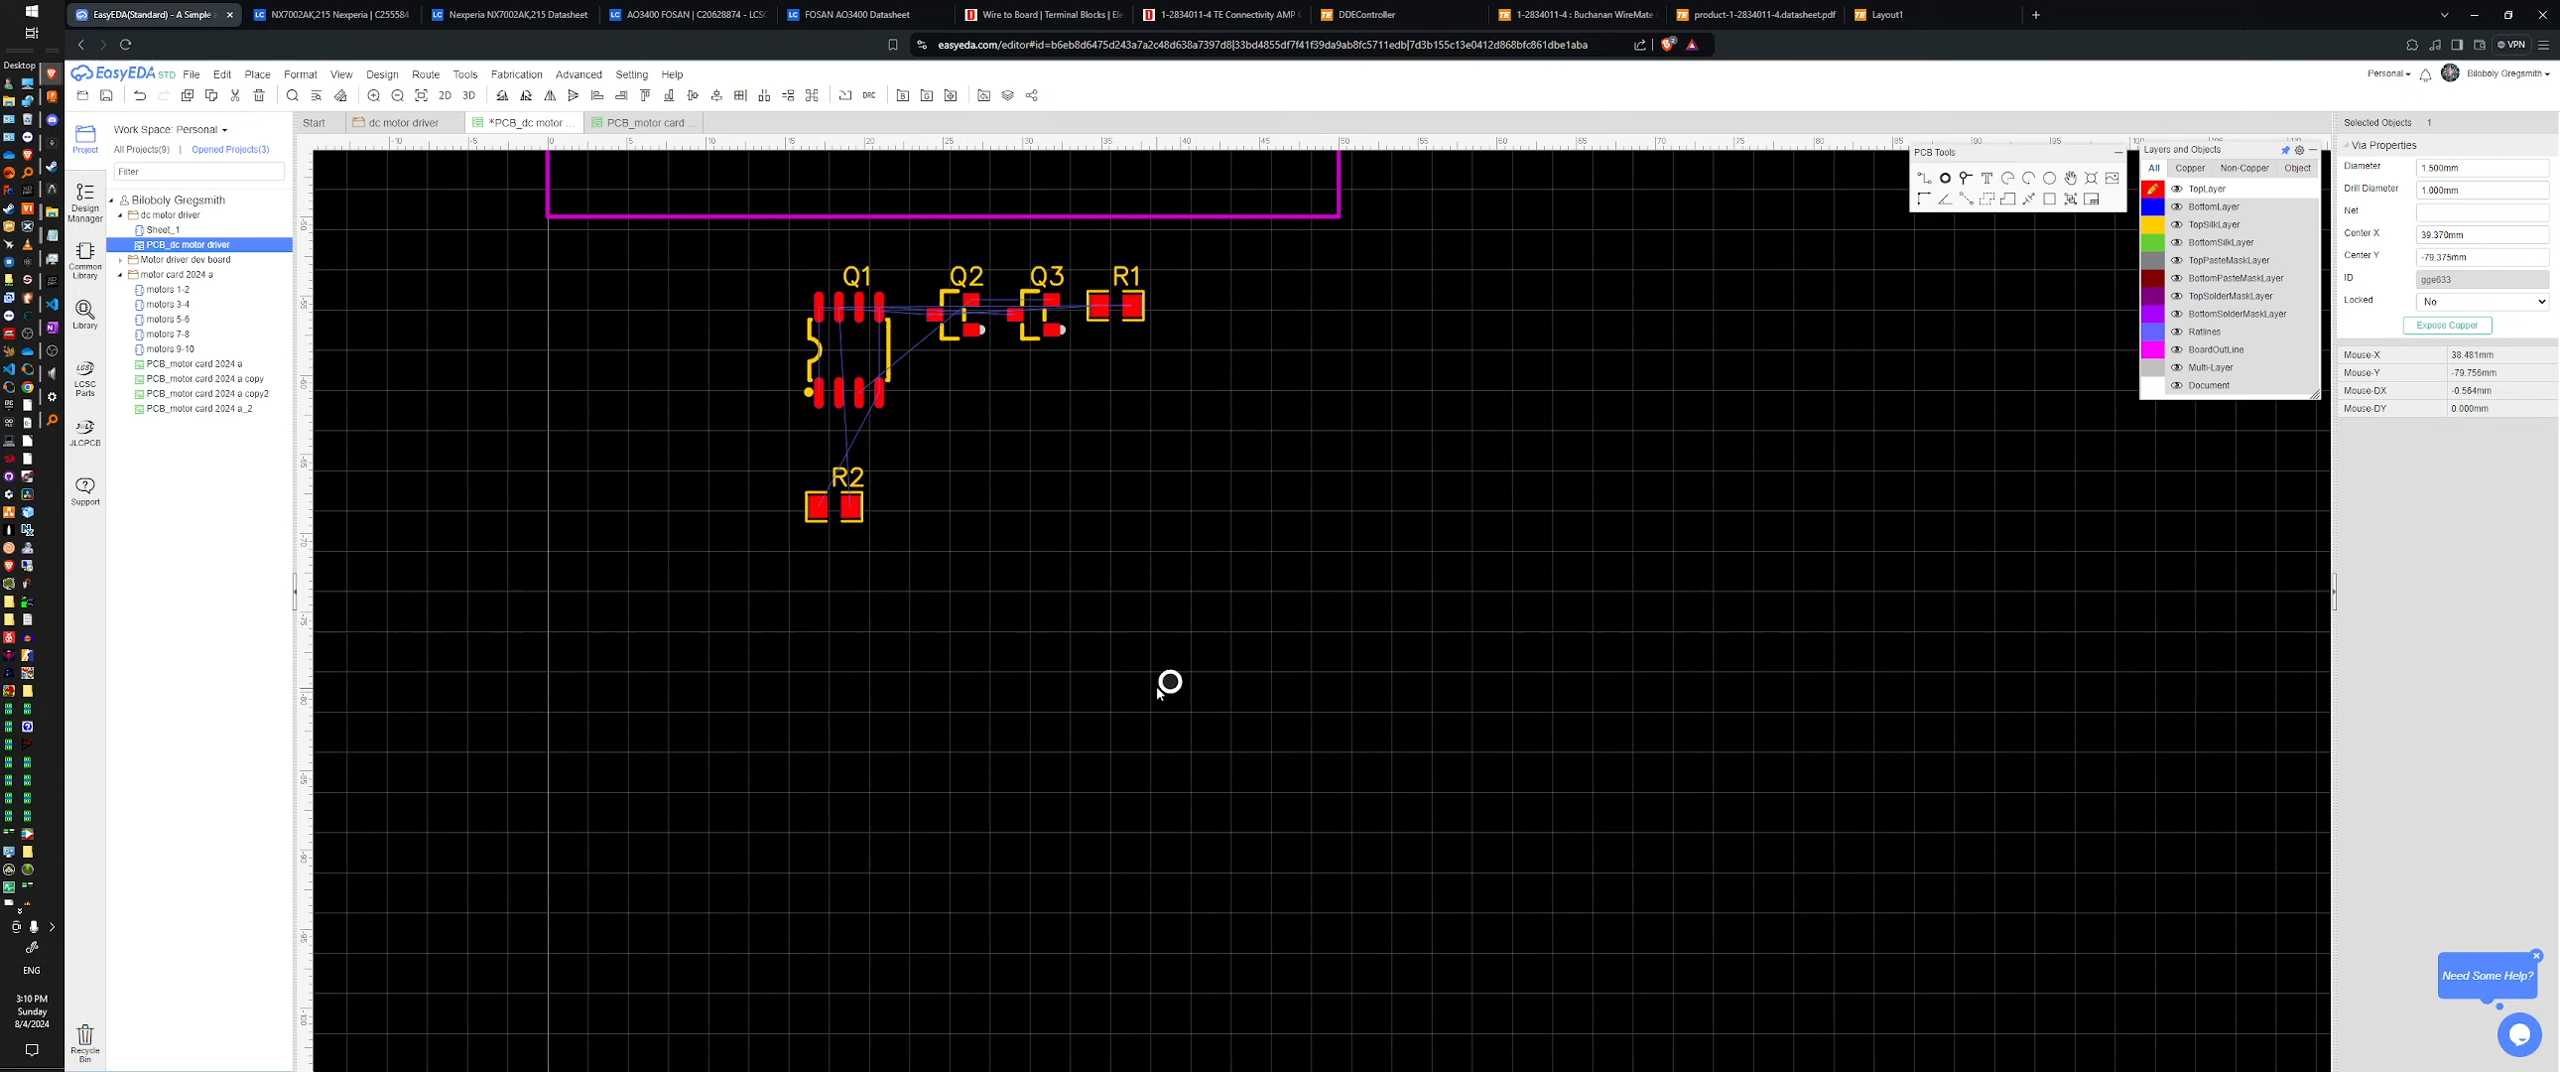 EasyEDA(Standard) - A Simple a
NX7002AK,215 Nexperia | C255584
Nexperia NX7002AK,215 Datasheet
AO3400 FOSAN | C20628874 - LCSC
FOSAN AO3400 Datasheet
Wire to Board | Terminal Blocks | Ele
1-2834011-4 TE Connectivity AMP C
DDEController
1-2834011-4 : Buchanan WireMate
product-1-2834011-4.datasheet.pdf
Layout1
easyeda.com/editor#id=b6eb8d6475d243a7a2c48d638a7397d8|33bd4855df7f41f39da9ab8fc5711edb|7d3b155c13e0412d868bfc861dbe1aba
VPN
Desktop
EasyEDA STD
File Edit Place Format View Design Route Tools Fabrication Advanced Setting Help
Personal
Biloboly Gregsmith
2D 3D
DRC
Project
Work Space: Personal
All Projects(9) | Opened Projects(3)
Filter
Design Manager
Common Library
Library
LCSC Parts
JLCPCB
Support
Recycle Bin
Biloboly Gregsmith
dc motor driver
Sheet_1
PCB_dc motor driver
Motor driver dev board
motor card 2024 a
motors 1-2
motors 3-4
motors 5-6
motors 7-8
motors 9-10
PCB_motor card 2024 a
PCB_motor card 2024 a copy
PCB_motor card 2024 a copy2
PCB_motor card 2024 a_2
Start
dc motor driver
*PCB_dc motor ...
PCB_motor card ...
Q1
Q2
Q3
R1
R2
PCB Tools
Layers and Objects
All Copper Non-Copper Object
TopLayer
BottomLayer
TopSilkLayer
BottomSilkLayer
TopPasteMaskLayer
BottomPasteMaskLayer
TopSolderMaskLayer
BottomSolderMaskLayer
Ratlines
BoardOutLine
Multi-Layer
Document
Selected Objects 1
Via Properties
Diameter 1.500mm
Drill Diameter 1.000mm
Net
Center X 39.370mm
Center Y -79.375mm
ID gge633
Locked No
Expose Copper
Mouse-X 38.481mm
Mouse-Y -79.756mm
Mouse-DX -0.564mm
Mouse-DY 0.000mm
Need Some Help?
ENG
3:10 PM
Sunday
8/4/2024